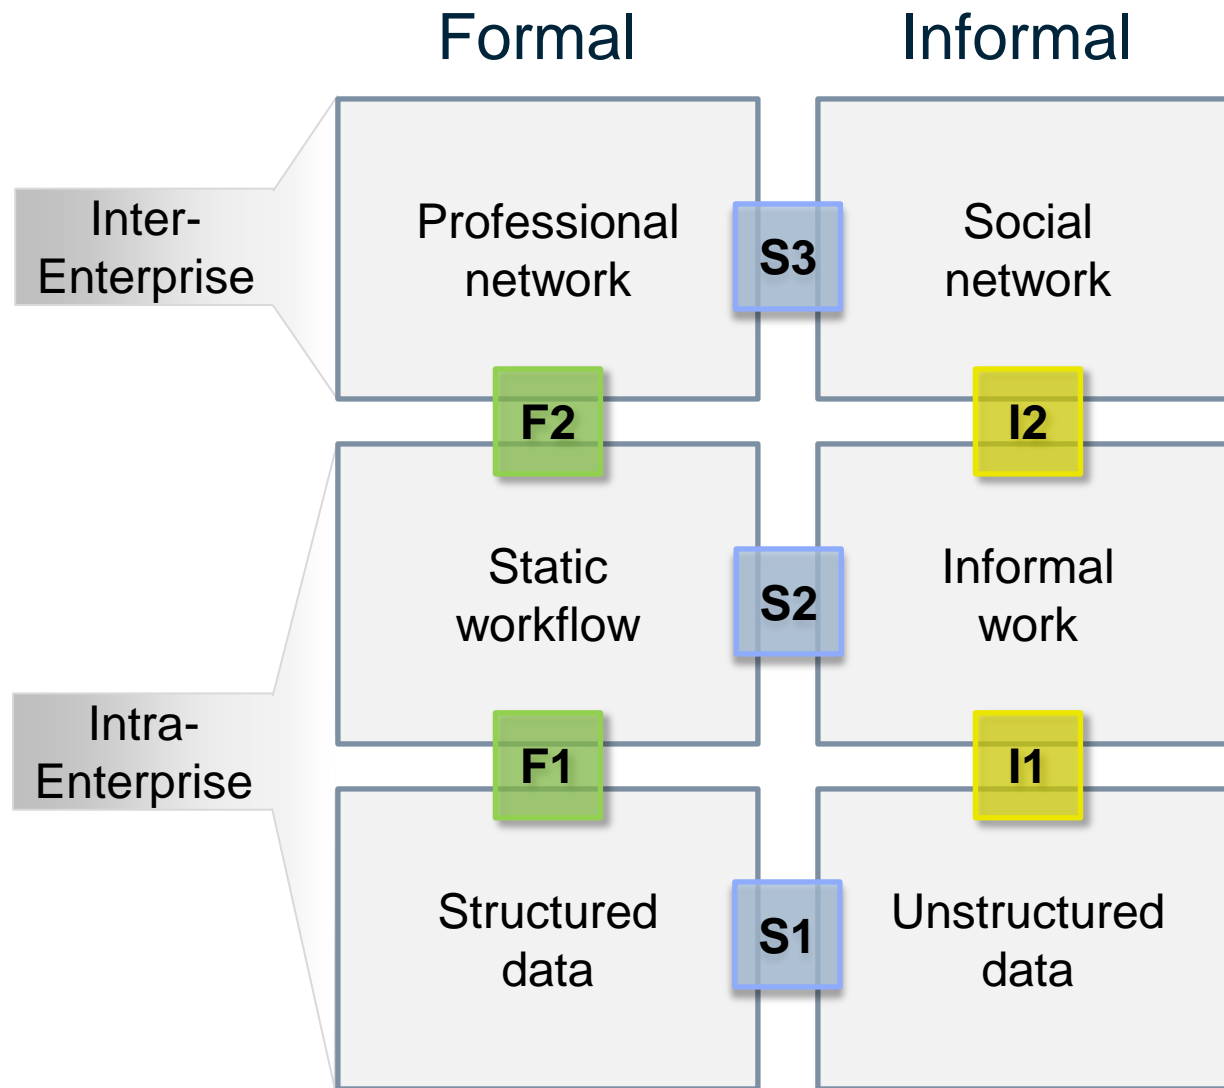 Formal
Informal
Inter-
Enterprise
Professional
network
S3
Social
network
F2
I2
Static
workflow
S2
Informal
work
Intra-
Enterprise
F1
I1
Structured
data
S1
Unstructured
data